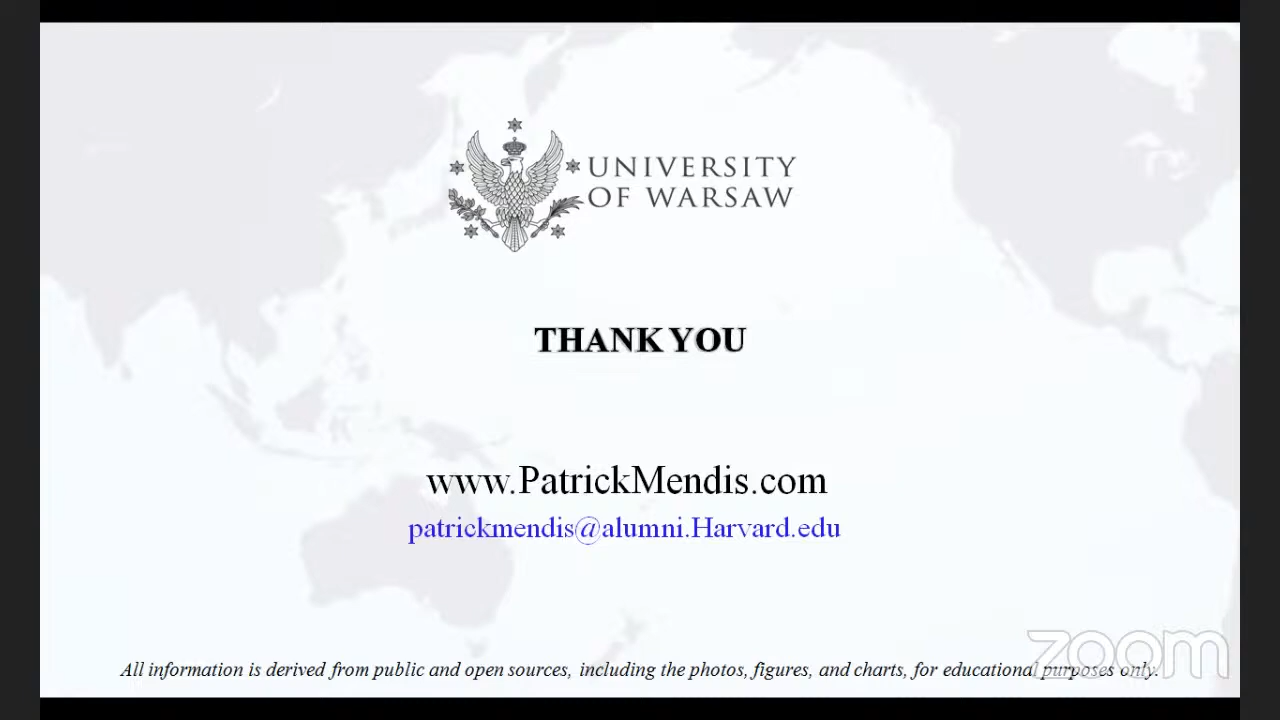 UNIVERSITY
OF WARSAW
THANK YOU
www.PatrickMendis.com
patrickmendis@alumni.Harvard.edu
All information is derived from public and open sources, including the photos, figures, and charts, for educational purposes only.
zoom